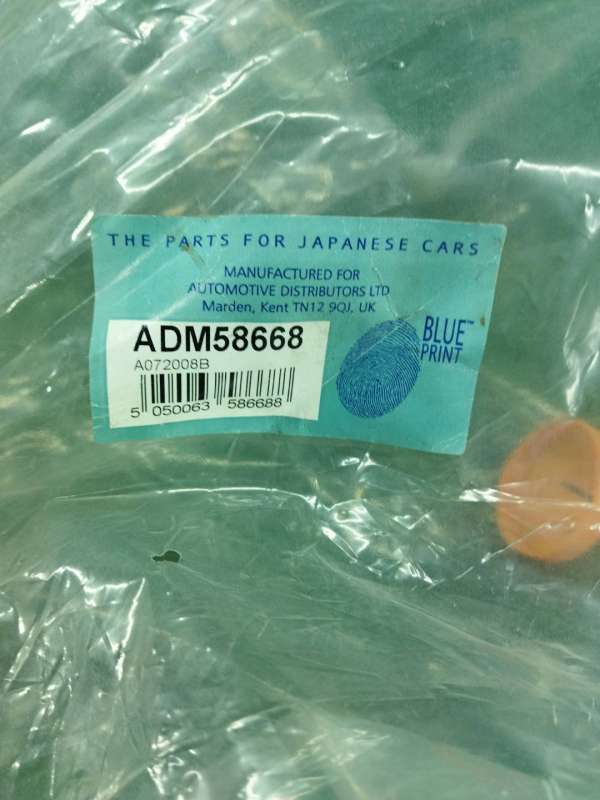 THE PARTS FOR JAPANESE CARS
MANUFACTURED FOR
AUTOMOTIVE DISTRIBUTORS LTD
Marden, Kent TN12 9QJ, UK
ADM58668
A072008B
5 050063 586688
BLUE™
PRINT